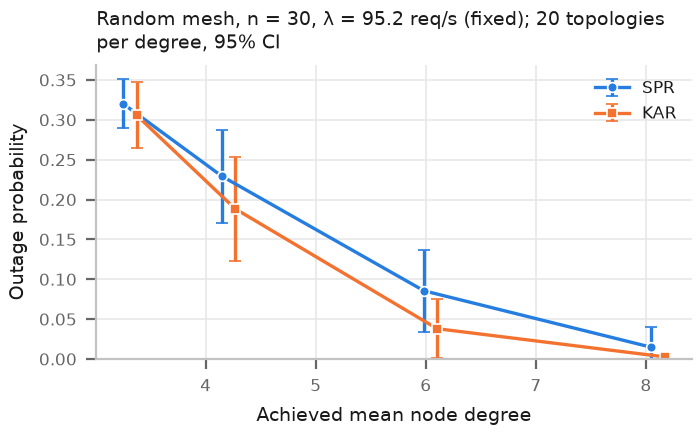 Random mesh, n = 30, λ = 95.2 req/s (fixed); 20 topologies
per degree, 95% CI
SPR
KAR
Outage probability
0.35
0.30
0.25
0.20
0.15
0.10
0.05
0.00
4
5
6
7
8
Achieved mean node degree